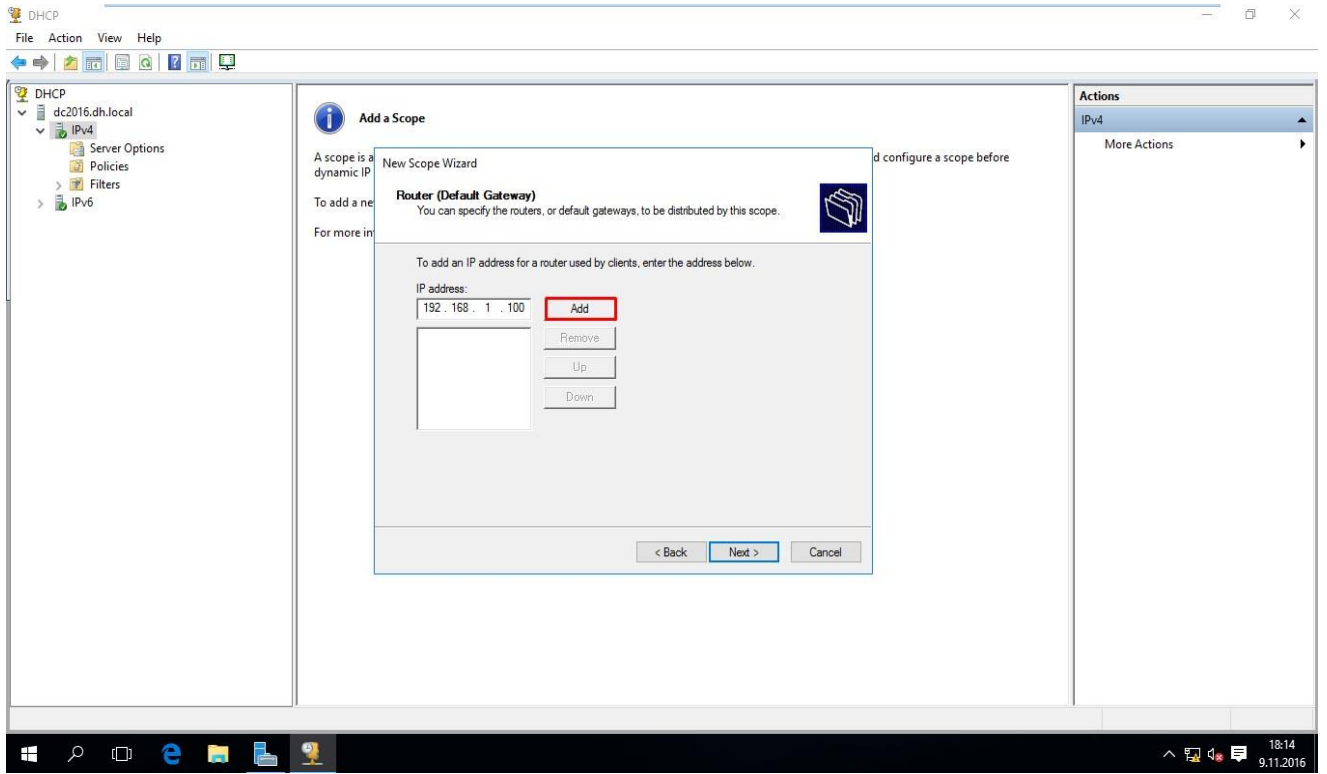 DHCP
File Action View Help
DHCP
dc2016.dh.local
IPv4
Server Options
Policies
Filters
IPv6
Add a Scope
A scope is a
d configure a scope before
dynamic IP
To add a ne
For more in
New Scope Wizard
Router (Default Gateway)
You can specify the routers, or default gateways, to be distributed by this scope.
To add an IP address for a router used by clients, enter the address below.
IP address:
192 . 168 . 1 . 100
Add
Remove
Up
Down
< Back
Next >
Cancel
Actions
IPv4
More Actions
18:14
9.11.2016